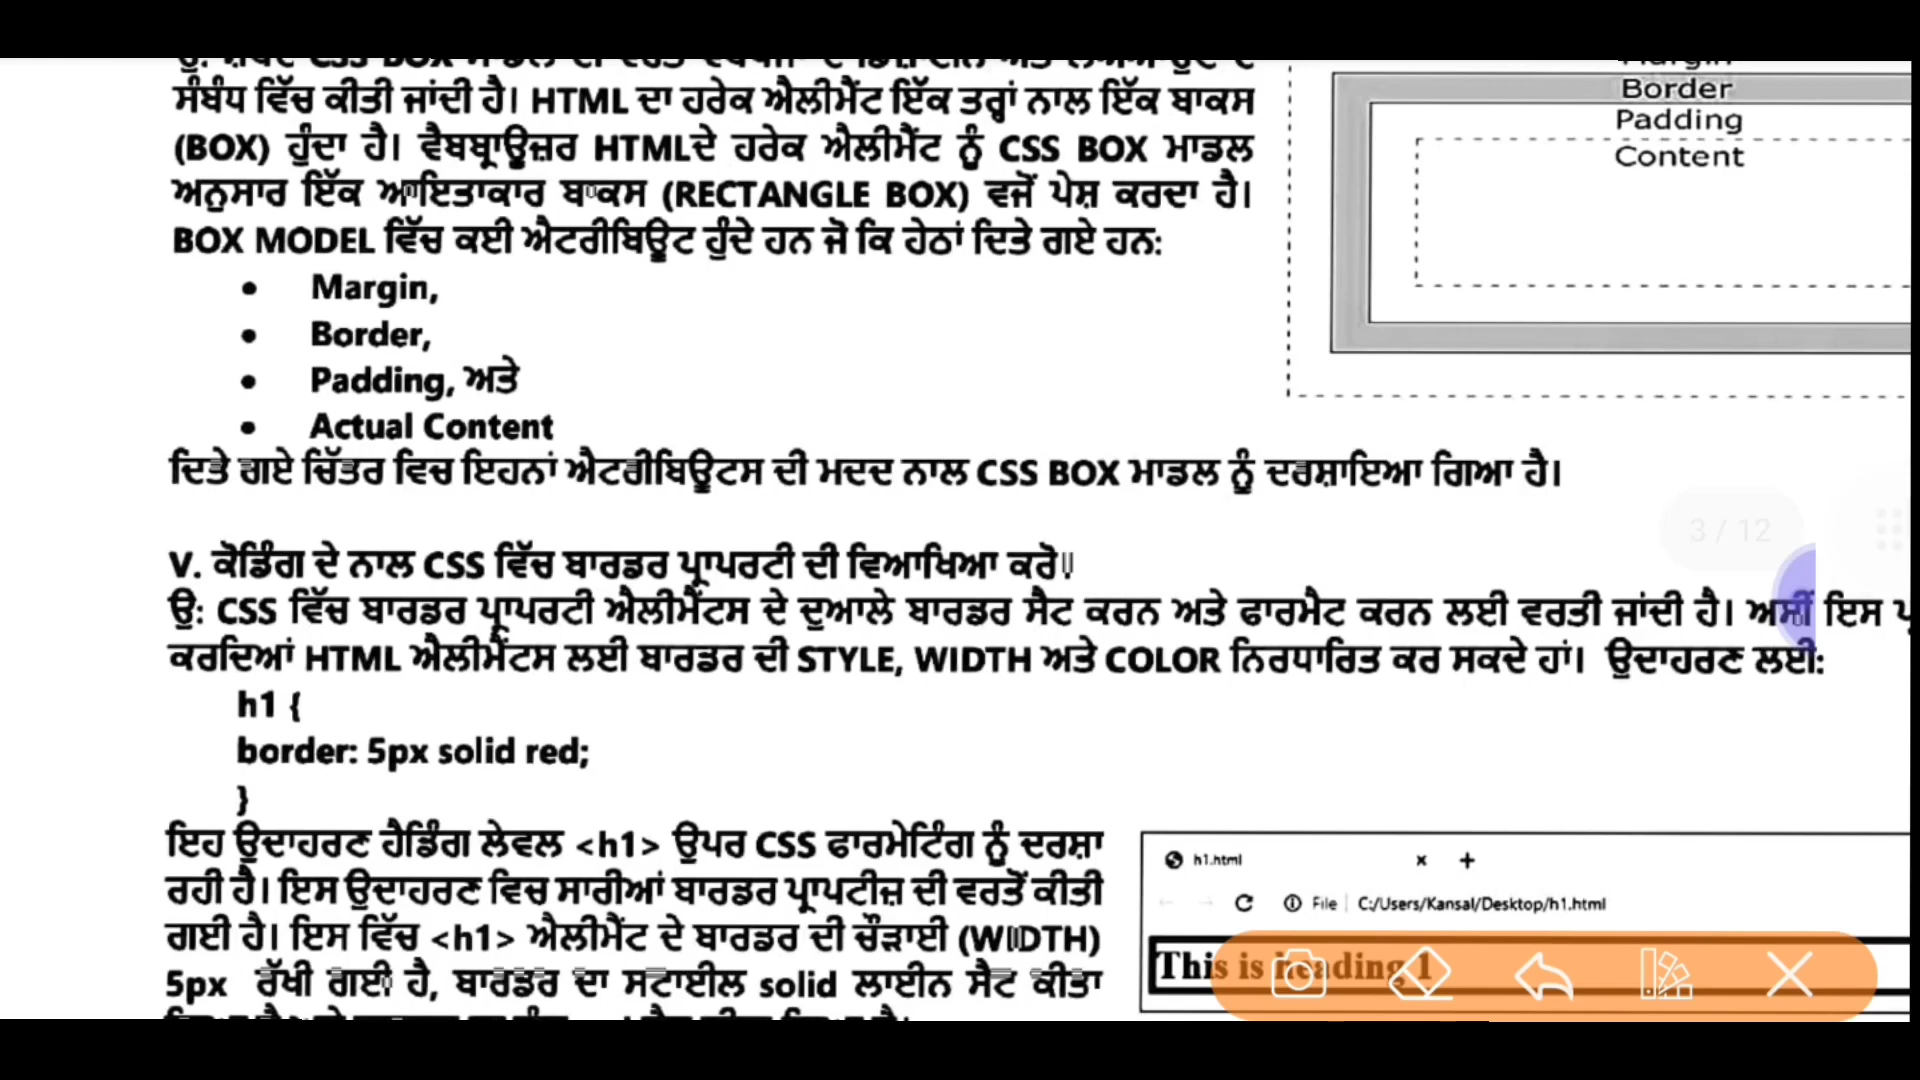 Border
Padding
Content
ਸੰਬੰਧ ਵਿੱਚ ਕੀਤੀ ਜਾਂਦੀ ਹੈ। HTML ਦਾ ਹਰੇਕ ਐਲੀਮੈਂਟ ਇੱਕ ਤਰ੍ਹਾਂ ਨਾਲ ਇੱਕ ਬਾਕਸ
(BOX) ਹੁੰਦਾ ਹੈ। ਵੈਬਬ੍ਰਾਊਜ਼ਰ HTMLਦੇ ਹਰੇਕ ਐਲੀਮੈਂਟ ਨੂੰ CSS BOX ਮਾਡਲ
ਅਨੁਸਾਰ ਇੱਕ ਆਇਤਾਕਾਰ ਬਾਕਸ (RECTANGLE BOX) ਵਜੋਂ ਪੇਸ਼ ਕਰਦਾ ਹੈ।
BOX MODEL ਵਿੱਚ ਕਈ ਐਟਰੀਬਿਊਟ ਹੁੰਦੇ ਹਨ ਜੋ ਕਿ ਹੇਠਾਂ ਦਿਤੇ ਗਏ ਹਨ:
• Margin,
• Border,
• Padding, ਅਤੇ
• Actual Content
ਦਿਤੇ ਗਏ ਚਿੱਤਰ ਵਿਚ ਇਹਨਾਂ ਐਟਰੀਬਿਊਟਸ ਦੀ ਮਦਦ ਨਾਲ CSS BOX ਮਾਡਲ ਨੂੰ ਦਰਸ਼ਾਇਆ ਗਿਆ ਹੈ।
3 / 12
V. ਕੋਡਿੰਗ ਦੇ ਨਾਲ CSS ਵਿੱਚ ਬਾਰਡਰ ਪ੍ਰਾਪਰਟੀ ਦੀ ਵਿਆਖਿਆ ਕਰੋ।
ਉ: CSS ਵਿੱਚ ਬਾਰਡਰ ਪ੍ਰਾਪਰਟੀ ਐਲੀਮੈਂਟਸ ਦੇ ਦੁਆਲੇ ਬਾਰਡਰ ਸੈਟ ਕਰਨ ਅਤੇ ਫਾਰਮੈਟ ਕਰਨ ਲਈ ਵਰਤੀ ਜਾਂਦੀ ਹੈ। ਅਸੀਂ ਇਸ
ਕਰਦਿਆਂ HTML ਐਲੀਮੈਂਟਸ ਲਈ ਬਾਰਡਰ ਦੀ STYLE, WIDTH ਅਤੇ COLOR ਨਿਰਧਾਰਿਤ ਕਰ ਸਕਦੇ ਹਾਂ। ਉਦਾਹਰਣ ਲਈ:
h1 {
border: 5px solid red;
}
ਇਹ ਉਦਾਹਰਣ ਹੈਡਿੰਗ ਲੇਵਲ <h1> ਉਪਰ CSS ਫਾਰਮੇਟਿੰਗ ਨੂੰ ਦਰਸ਼ਾ
ਰਹੀ ਹੈ। ਇਸ ਉਦਾਹਰਣ ਵਿਚ ਸਾਰੀਆਂ ਬਾਰਡਰ ਪ੍ਰਾਪਟੀਜ਼ ਦੀ ਵਰਤੋਂ ਕੀਤੀ
ਗਈ ਹੈ। ਇਸ ਵਿੱਚ <h1> ਐਲੀਮੈਂਟ ਦੇ ਬਾਰਡਰ ਦੀ ਚੌੜਾਈ (WIDTH)
5px ਰੱਖੀ ਗਈ ਹੈ, ਬਾਰਡਰ ਦਾ ਸਟਾਈਲ solid ਲਾਈਨ ਸੈਟ ਕੀਤਾ
h1.html
File C:/Users/Kansal/Desktop/h1.html
This is heading 1